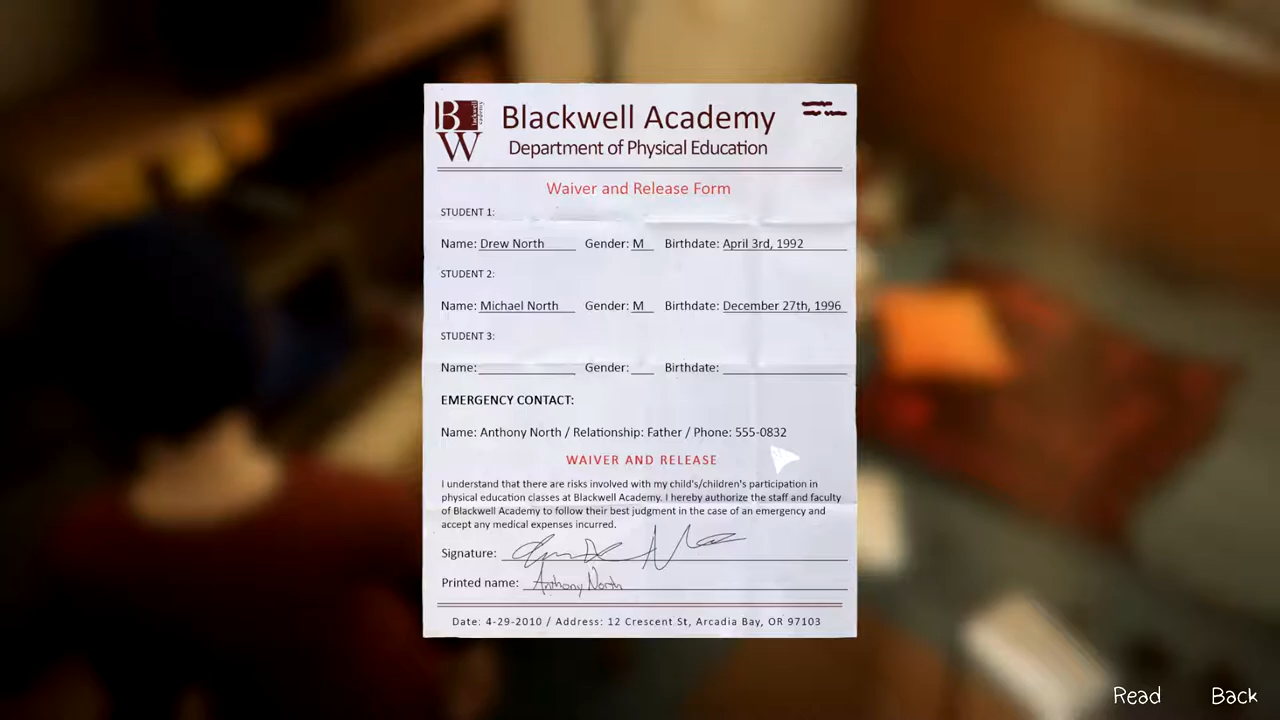 BW Blackwell Academy
Department of Physical Education
Waiver and Release Form
STUDENT 1:
Name: Drew North Gender: M Birthdate: April 3rd, 1992
STUDENT 2:
Name: Michael North Gender: M Birthdate: December 27th, 1996
STUDENT 3:
Name: Gender: Birthdate:
EMERGENCY CONTACT:
Name: Anthony North / Relationship: Father / Phone: 555-0832
WAIVER AND RELEASE
I understand that there are risks involved with my child's/children's participation in
physical education classes at Blackwell Academy. I hereby authorize the staff and faculty
of Blackwell Academy to follow their best judgment in the case of an emergency and
accept any medical expenses incurred.
Signature:
Printed name: Anthony North
Date: 4-29-2010 / Address: 12 Crescent St, Arcadia Bay, OR 97103
Read Back